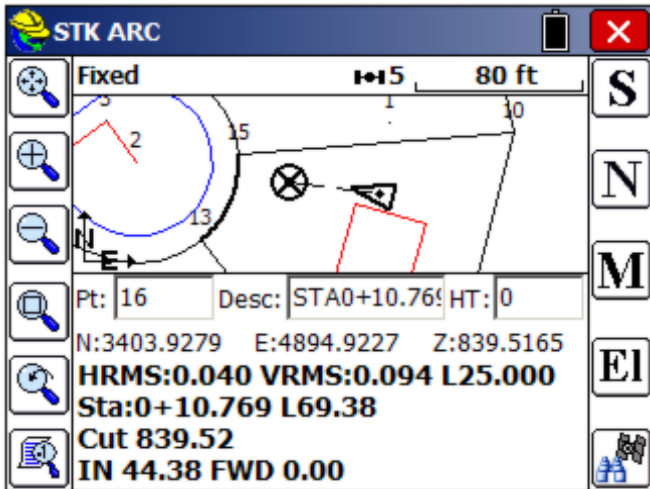 STK ARC
Fixed 5 80 ft
S
3 1 10
2 15
N
13
N
E
M
Pt: 16 Desc: STA0+10.769 HT: 0
N:3403.9279 E:4894.9227 Z:839.5165
HRMS:0.040 VRMS:0.094 L25.000
El
Sta:0+10.769 L69.38
Cut 839.52
IN 44.38 FWD 0.00